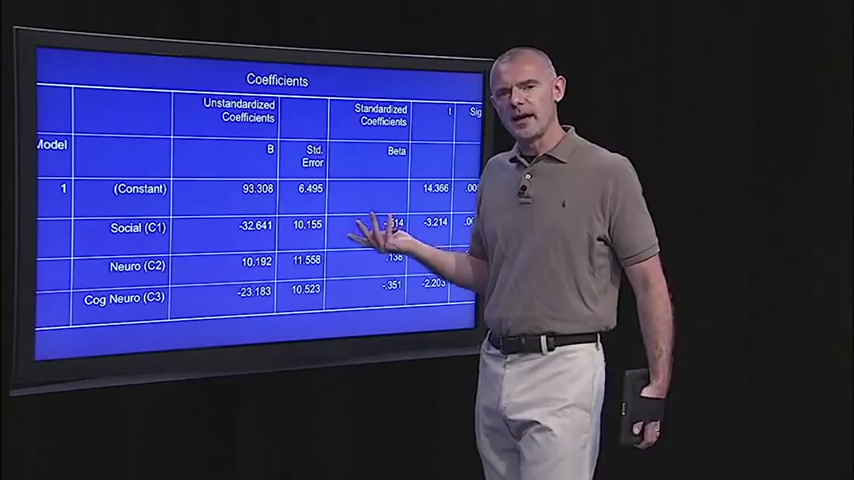 Coefficients
Unstandardized Coefficients Standardized Coefficients t Sig
Model B Std. Error Beta
1 (Constant) 93.308 6.495 14.366
Social (C1) -32.641 10.155 -3.214
Neuro (C2) 10.192 11.558 .138
Cog Neuro (C3) -23.183 10.523 -.351 -2.203